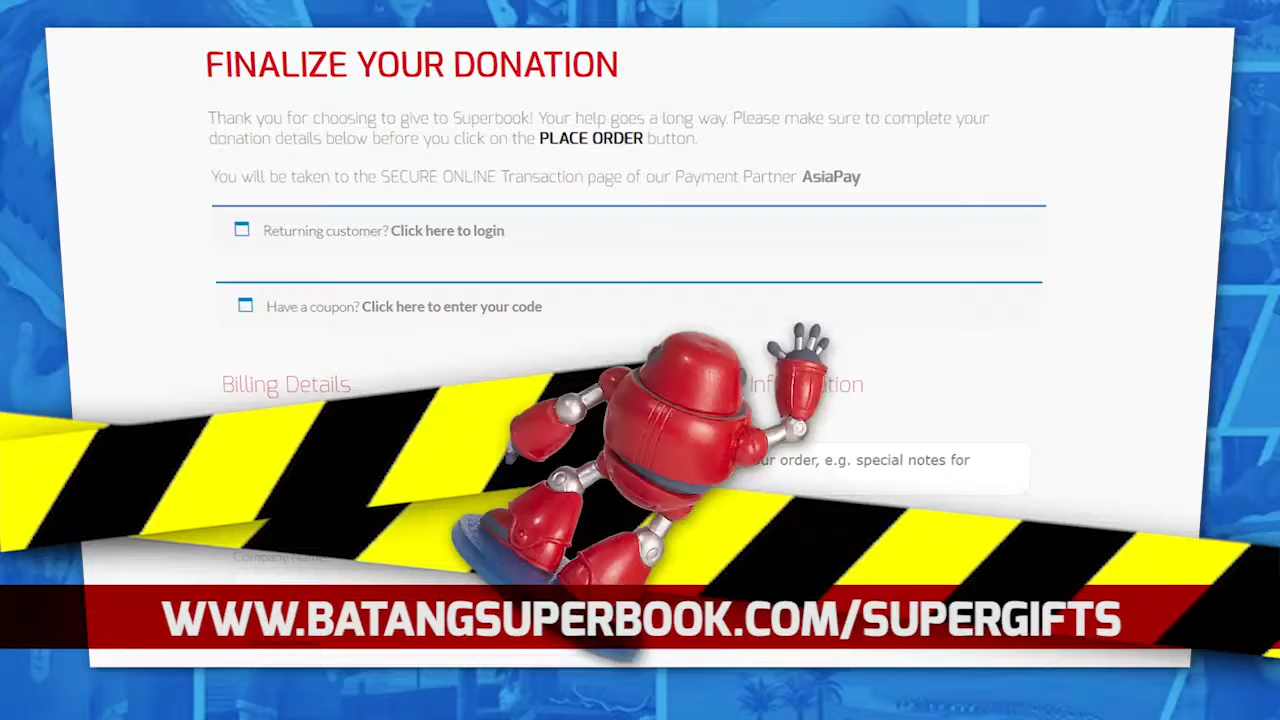 FINALIZE YOUR DONATION
Thank you for choosing to give to Superbook! Your help goes a long way. Please make sure to complete your
donation details below before you click on the PLACE ORDER button.
You will be taken to the SECURE ONLINE Transaction page of our Payment Partner AsiaPay
Returning customer? Click here to login
Have a coupon? Click here to enter your code
Billing Details
order, e.g. special notes for
Company
WWW.BATANGSUPERBOOK.COM/SUPERGIFTS